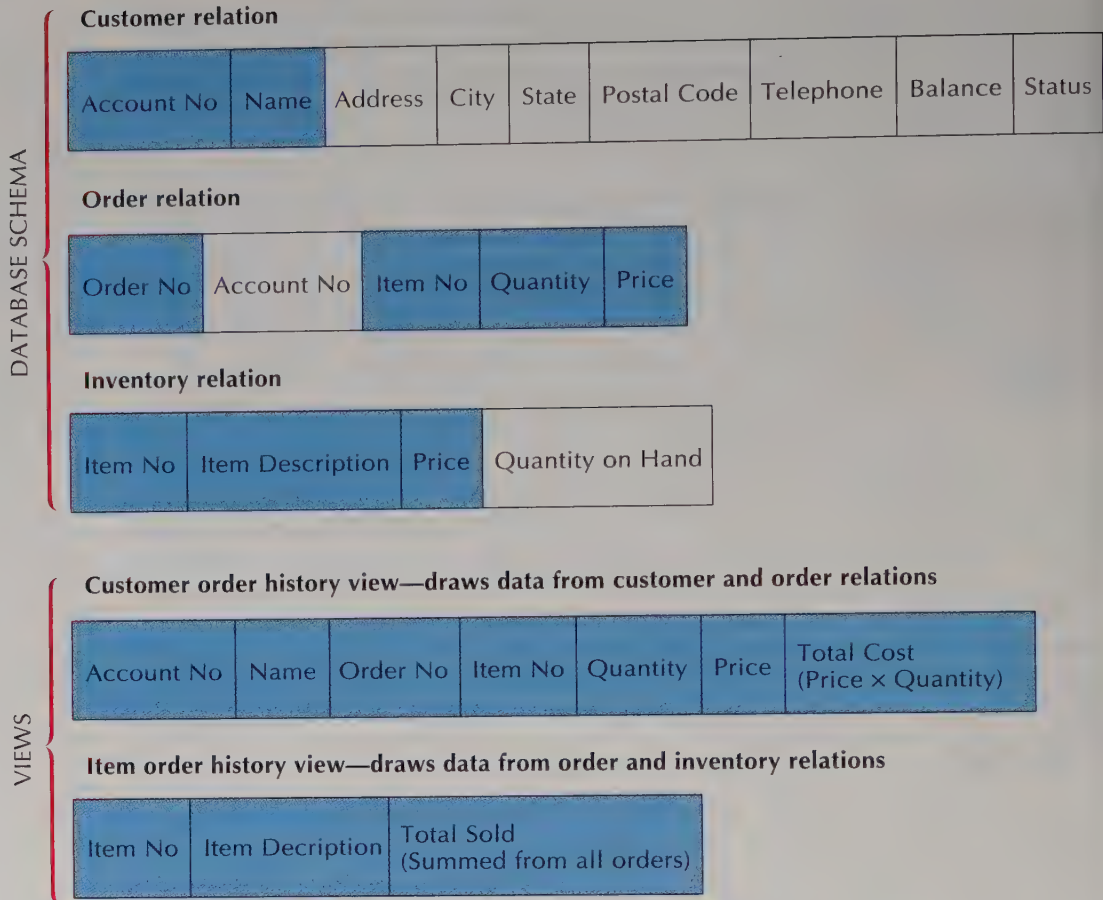 DATABASE SCHEMA
Customer relation
Account No Name Address City State Postal Code Telephone Balance Status
Order relation
Order No Account No Item No Quantity Price
Inventory relation
Item No Item Description Price Quantity on Hand
VIEWS
Customer order history view—draws data from customer and order relations
Account No Name Order No Item No Quantity Price Total Cost
(Price × Quantity)
Item order history view—draws data from order and inventory relations
Item No Item Decription Total Sold
(Summed from all orders)